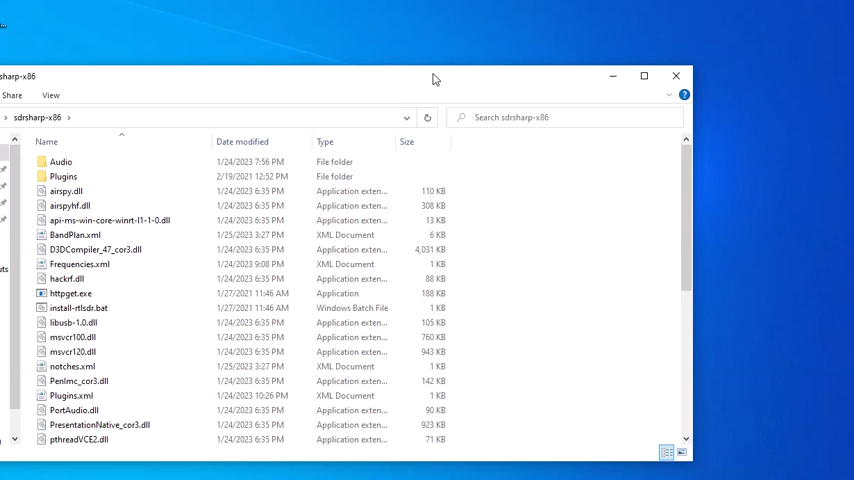 sharp-x86
Share View
sdrsharp-x86 Search sdrsharp-x86
Name Date modified Type Size
Audio 1/24/2023 7:56 PM File folder
Plugins 2/19/2021 12:52 PM File folder
airspy.dll 1/24/2023 6:35 PM Application exten... 110 KB
airspyhf.dll 1/24/2023 6:35 PM Application exten... 308 KB
api-ms-win-core-winrt-l1-1-0.dll 1/24/2023 6:35 PM Application exten... 13 KB
BandPlan.xml 1/25/2023 3:27 PM XML Document 6 KB
D3DCompiler_47_cor3.dll 1/24/2023 6:35 PM Application exten... 4,031 KB
Frequencies.xml 1/24/2023 9:08 PM XML Document 1 KB
uts
hackrf.dll 1/24/2023 6:35 PM Application exten... 88 KB
httpget.exe 1/27/2021 11:46 AM Application 188 KB
install-rtlsdr.bat 1/27/2021 11:46 AM Windows Batch File 1 KB
libusb-1.0.dll 1/24/2023 6:35 PM Application exten... 105 KB
msvcr100.dll 1/24/2023 6:35 PM Application exten... 760 KB
msvcr120.dll 1/24/2023 6:35 PM Application exten... 943 KB
notches.xml 1/25/2023 3:27 PM XML Document 1 KB
PenImc_cor3.dll 1/24/2023 6:35 PM Application exten... 142 KB
Plugins.xml 1/24/2023 10:26 PM XML Document 1 KB
PortAudio.dll 1/24/2023 6:35 PM Application exten... 90 KB
PresentationNative_cor3.dll 1/24/2023 6:35 PM Application exten... 923 KB
pthreadVCE2.dll 1/24/2023 6:35 PM Application exten... 71 KB